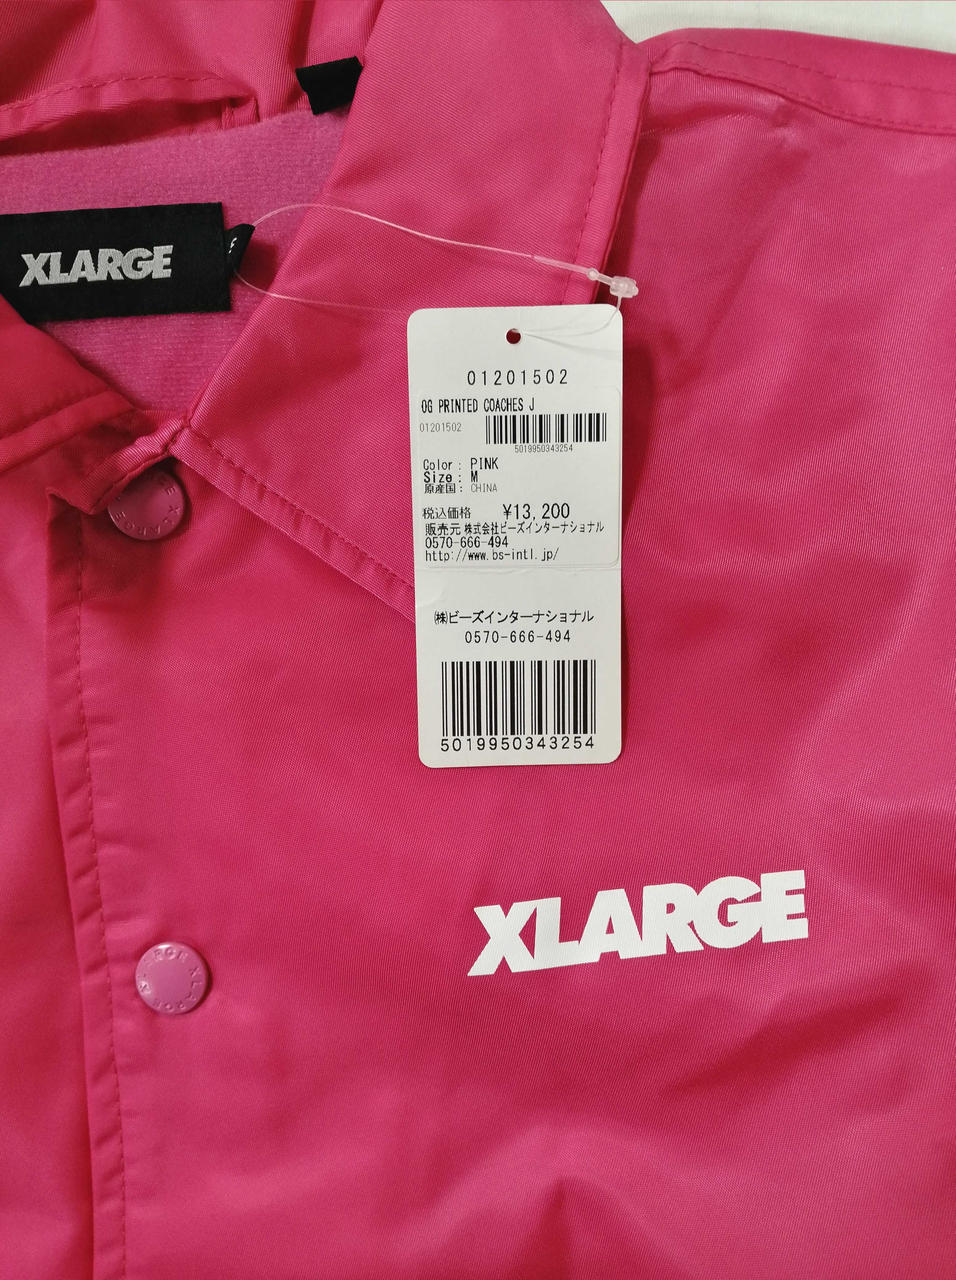 XLARGE
01201502
OG PRINTED COACHES J
01201502
5019950343254
Color : PINK
Size : M
原産国 : CHINA
税込価格 ¥13,200
販売元 株式会社ビーズインターナショナル
0570-666-494
http://www.bs-intl.jp/
㈱ビーズインターナショナル
0570-666-494
5019950343254
XLARGE
XLARGE